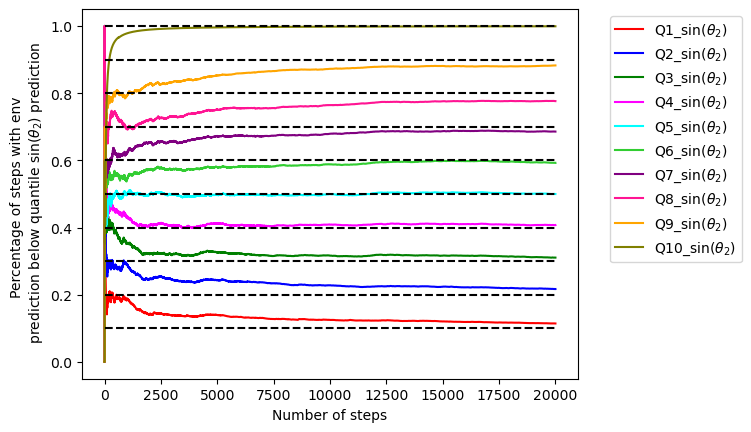 Percentage of steps with env
prediction below quantile sin(θ₂) prediction
1.0
0.8
0.6
0.4
0.2
0.0
0
2500
5000
7500
10000
12500
15000
17500
20000
Number of steps
Q1_sin(θ₂)
Q2_sin(θ₂)
Q3_sin(θ₂)
Q4_sin(θ₂)
Q5_sin(θ₂)
Q6_sin(θ₂)
Q7_sin(θ₂)
Q8_sin(θ₂)
Q9_sin(θ₂)
Q10_sin(θ₂)